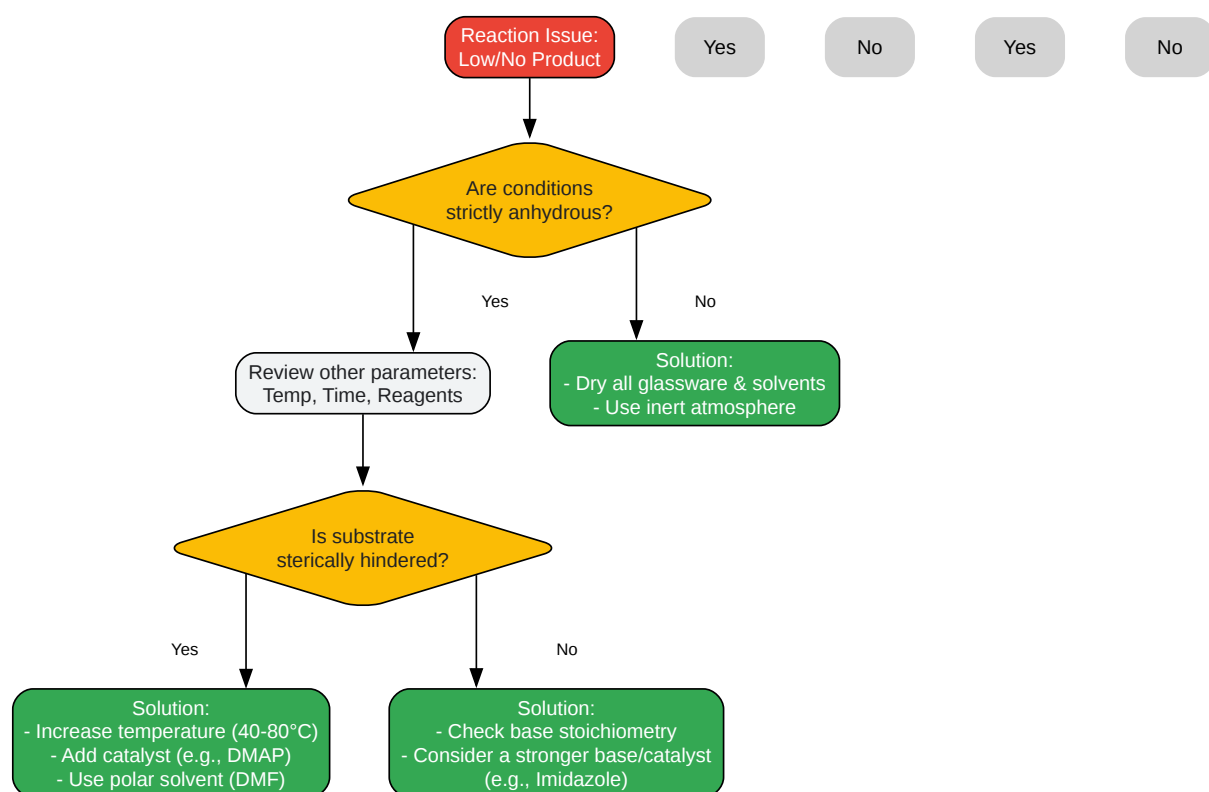 Reaction Issue:
Low/No Product
Yes
No
Yes
No
Are conditions
strictly anhydrous?
Yes
No
Review other parameters:
Temp, Time, Reagents
Solution:
- Dry all glassware & solvents
- Use inert atmosphere
Is substrate
sterically hindered?
Yes
No
Solution:
- Increase temperature (40-80°C)
- Add catalyst (e.g., DMAP)
- Use polar solvent (DMF)
Solution:
- Check base stoichiometry
- Consider a stronger base/catalyst
(e.g., Imidazole)